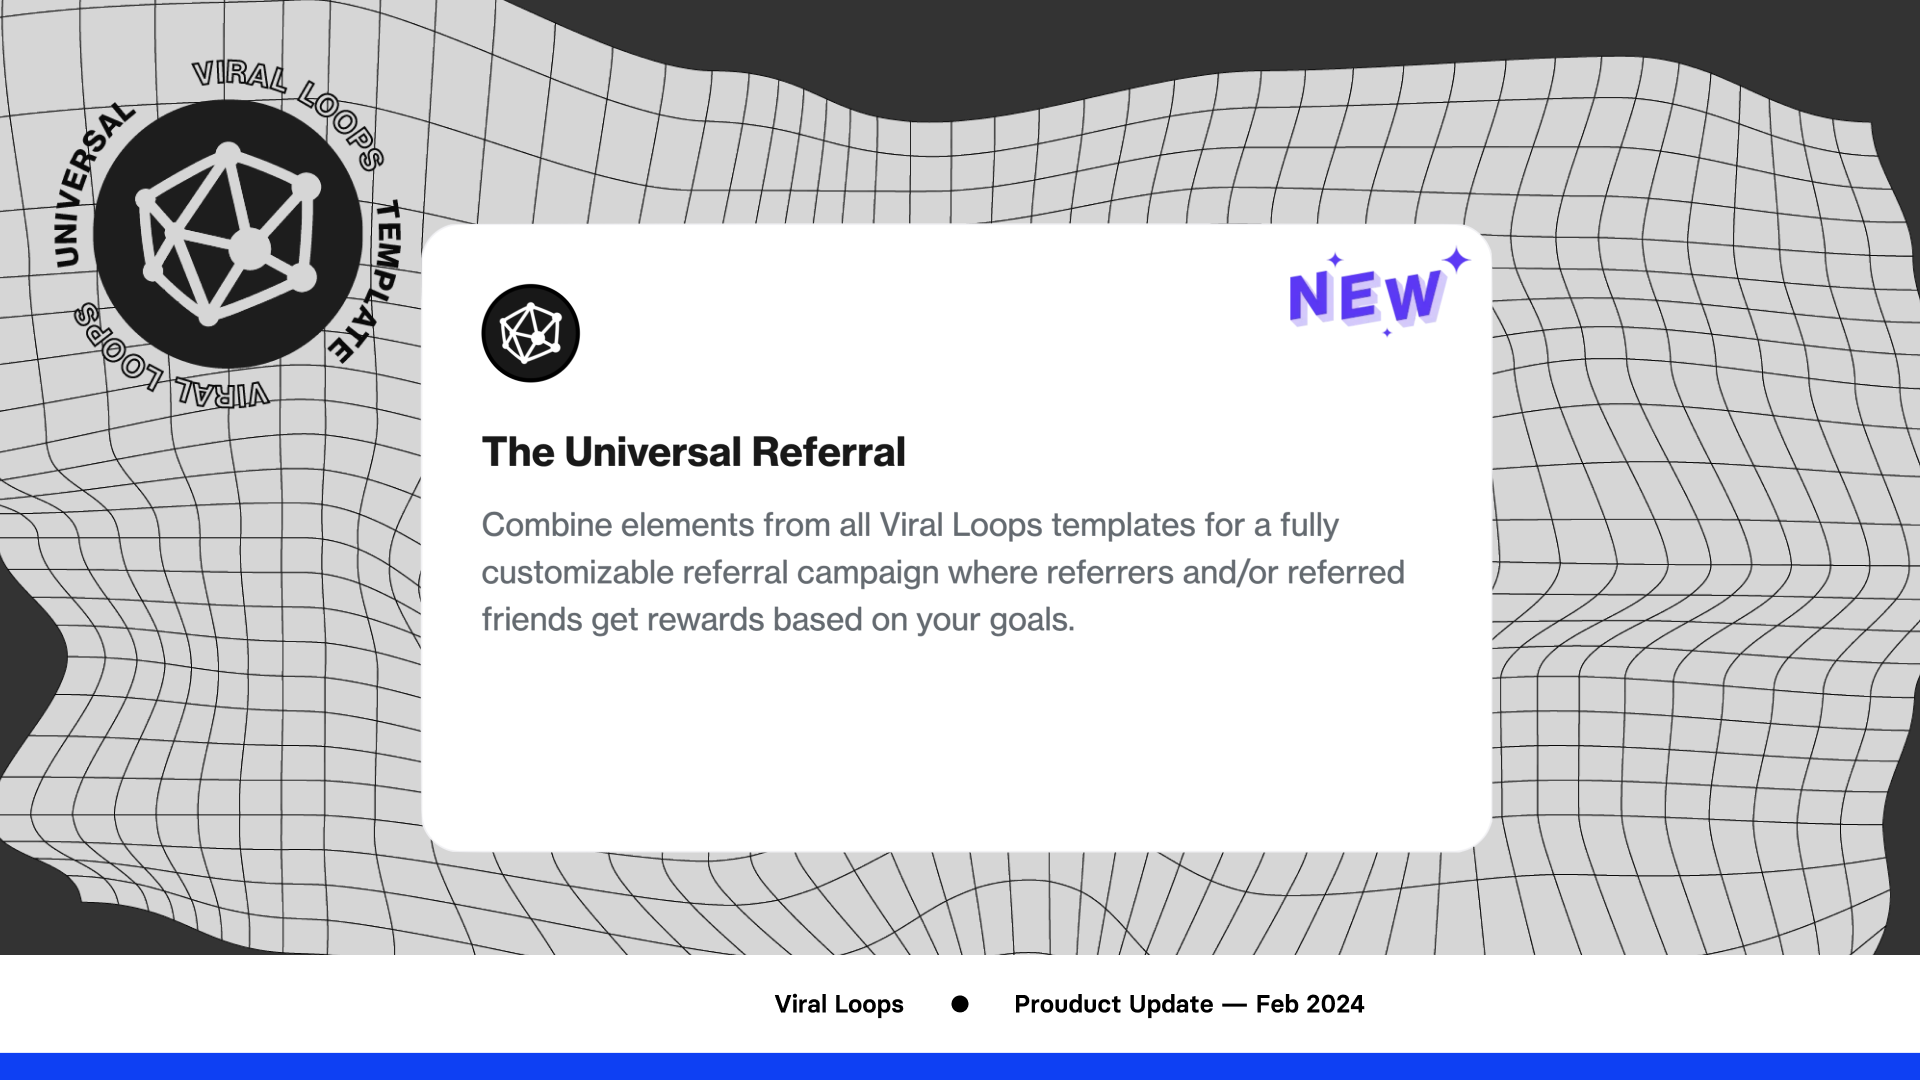 UNIVERSAL
VIRAL LOOPS
TEMPLATE
VIRAL LOOPS
NEW
The Universal Referral
Combine elements from all Viral Loops templates for a fully
customizable referral campaign where referrers and/or referred
friends get rewards based on your goals.
Viral Loops ● Prouduct Update — Feb 2024